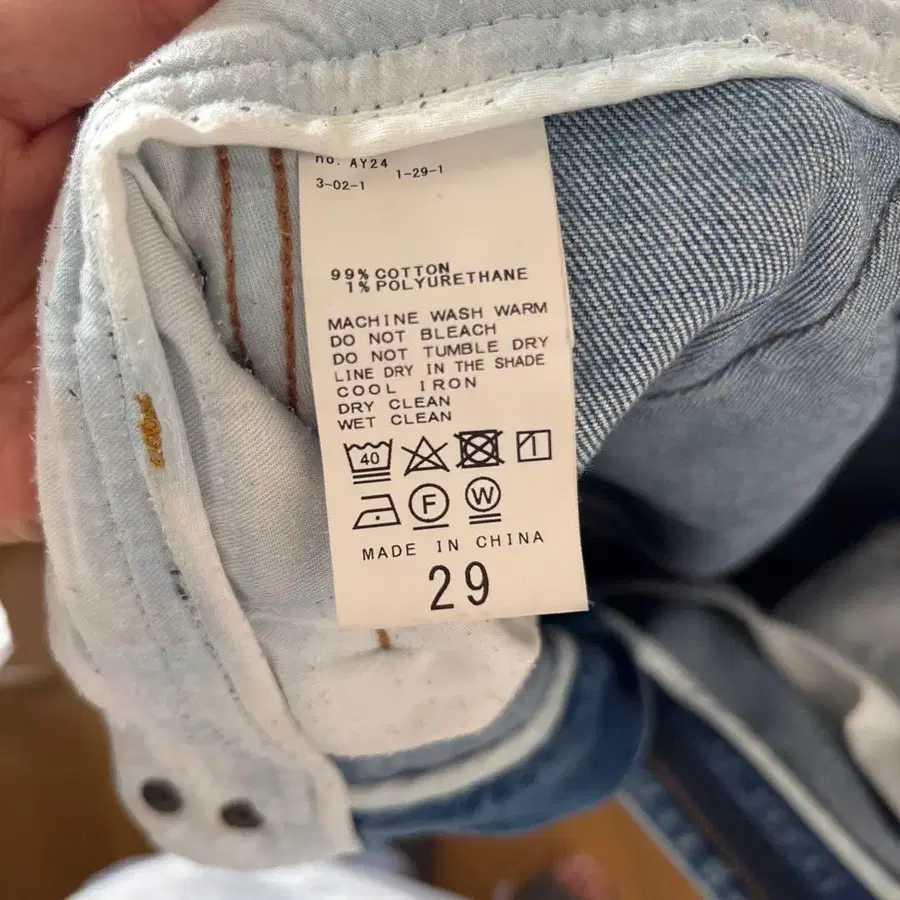 no. AY24
3-02-1 1-29-1
99% COTTON
1% POLYURETHANE
MACHINE WASH WARM
DO NOT BLEACH
DO NOT TUMBLE DRY
LINE DRY IN THE SHADE
COOL IRON
DRY CLEAN
WET CLEAN
40
F W
MADE IN CHINA
29